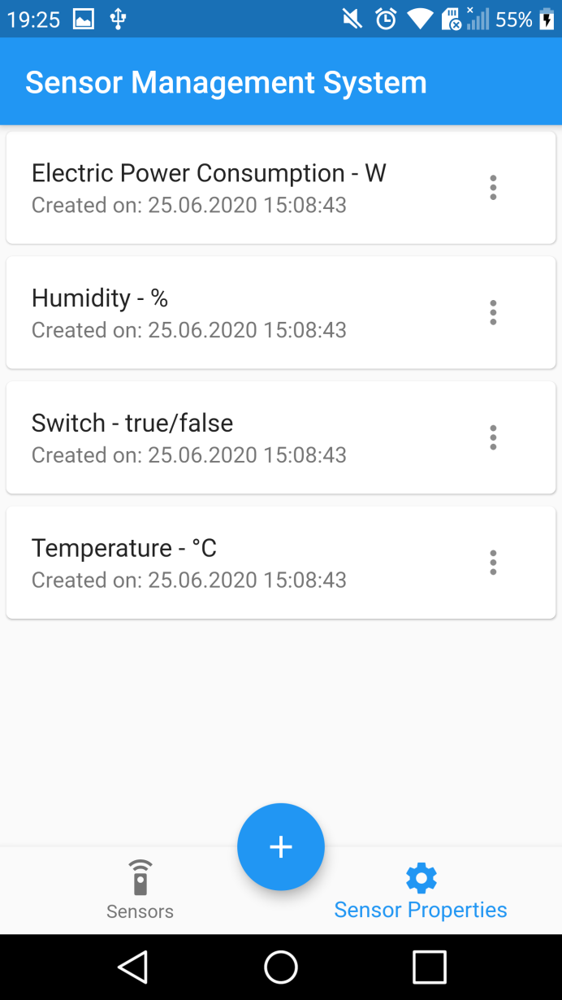 19:25 55%
Sensor Management System
Electric Power Consumption - W
Created on: 25.06.2020 15:08:43
Humidity - %
Created on: 25.06.2020 15:08:43
Switch - true/false
Created on: 25.06.2020 15:08:43
Temperature - °C
Created on: 25.06.2020 15:08:43
Sensors
Sensor Properties